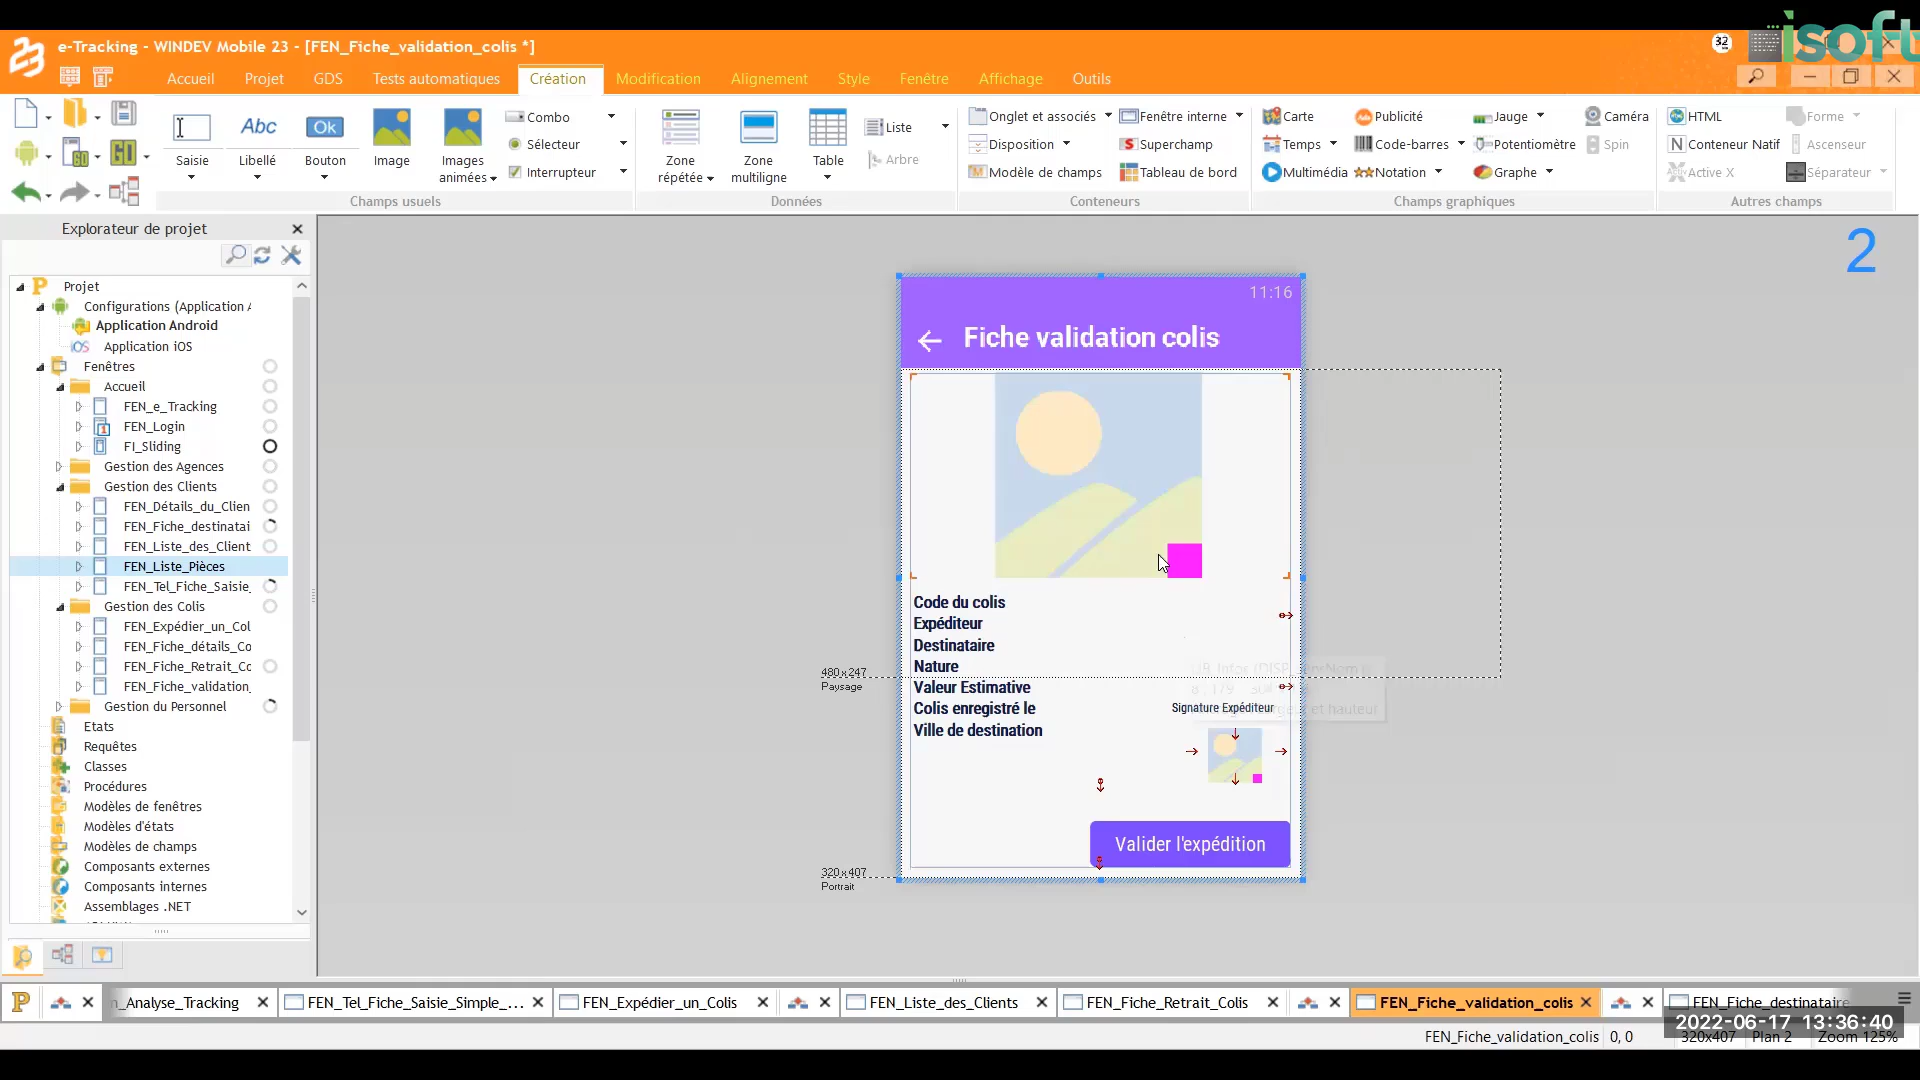 isoft
e-Tracking - WINDEV Mobile 23 - [FEN_Fiche_validation_colis *]
32
Accueil Projet GDS Tests automatiques Création Modification Alignement Style Fenêtre Affichage Outils
Saisie
Abc
Libellé
Ok
Bouton
Image
Images
animées
Combo
Sélecteur
Interrupteur
Champs usuels
Zone
répétée
Zone
multiligne
Table
Liste
Arbre
Données
Onglet et associés
Disposition
Modèle de champs
Fenêtre interne
Superchamp
Tableau de bord
Conteneurs
Carte
Temps
Multimédia
Publicité
Code-barres
Notation
Jauge
Potentiomètre
Graphe
Caméra
Spin
Champs graphiques
HTML
Conteneur Natif
Active X
Forme
Ascenseur
Séparateur
Autres champs
Explorateur de projet
Projet
Configurations (Application A
Application Android
iOS Application iOS
Fenêtres
Accueil
FEN_e_Tracking
FEN_Login
FI_Sliding
Gestion des Agences
Gestion des Clients
FEN_Détails_du_Clien
FEN_Fiche_destinatai
FEN_Liste_des_Client
FEN_Liste_Pièces
FEN_Tel_Fiche_Saisie_
Gestion des Colis
FEN_Expédier_un_Col
FEN_Fiche_détails_Co
FEN_Fiche_Retrait_Cc
FEN_Fiche_validation_
Gestion du Personnel
Etats
Requêtes
Classes
Procédures
Modèles de fenêtres
Modèles d'états
Modèles de champs
Composants externes
Composants internes
Assemblages .NET
2
11:16
Fiche validation colis
Code du colis
Expéditeur
Destinataire
Nature
Valeur Estimative
Colis enregistré le
Ville de destination
Signature Expéditeur
et hauteur
Valider l'expédition
480x247
Paysage
320x407
Portrait
n_Analyse_Tracking FEN_Tel_Fiche_Saisie_Simple_... FEN_Expédier_un_Colis FEN_Liste_des_Clients FEN_Fiche_Retrait_Colis FEN_Fiche_validation_colis FEN_Fiche_destinataire
2022-06-17 13:36:40
FEN_Fiche_validation_colis 0, 0 320x407 Plan 2 Zoom 125%